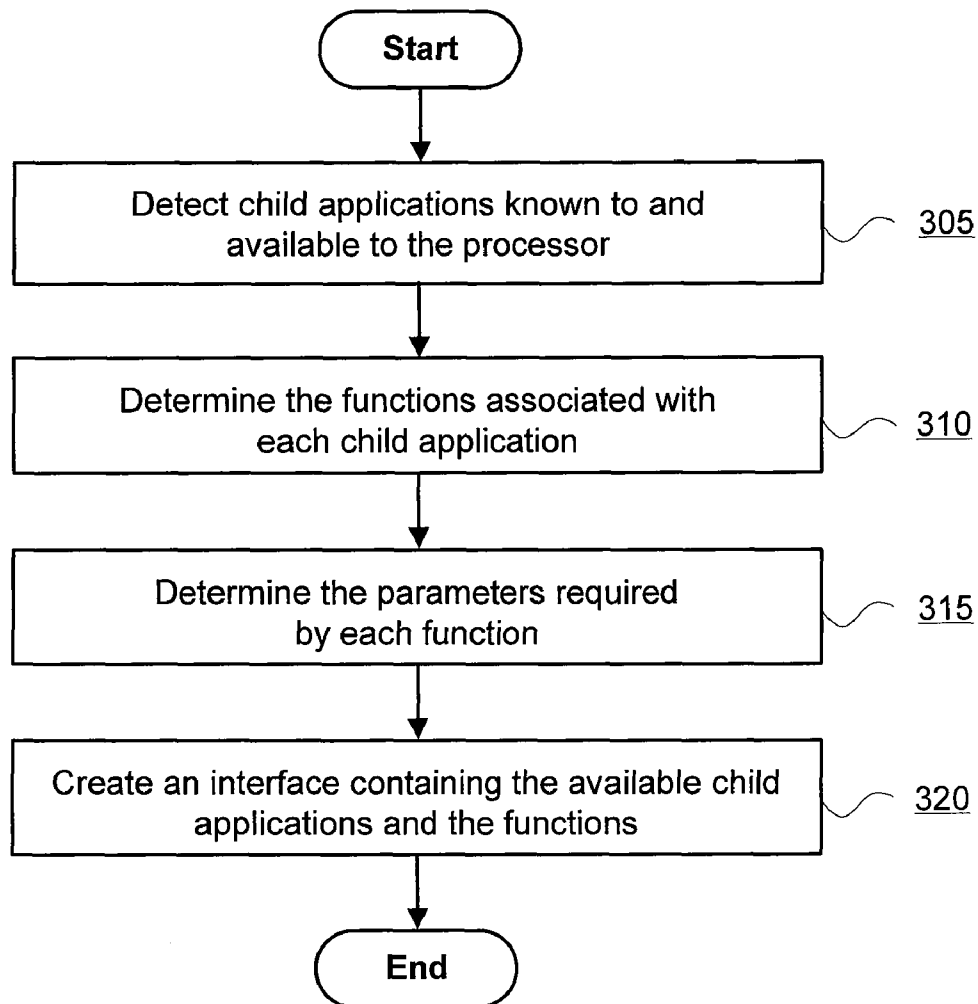 Start
Detect child applications known to and
available to the processor
305
Determine the functions associated with
each child application
310
Determine the parameters required
by each function
315
Create an interface containing the available child
applications and the functions
320
End